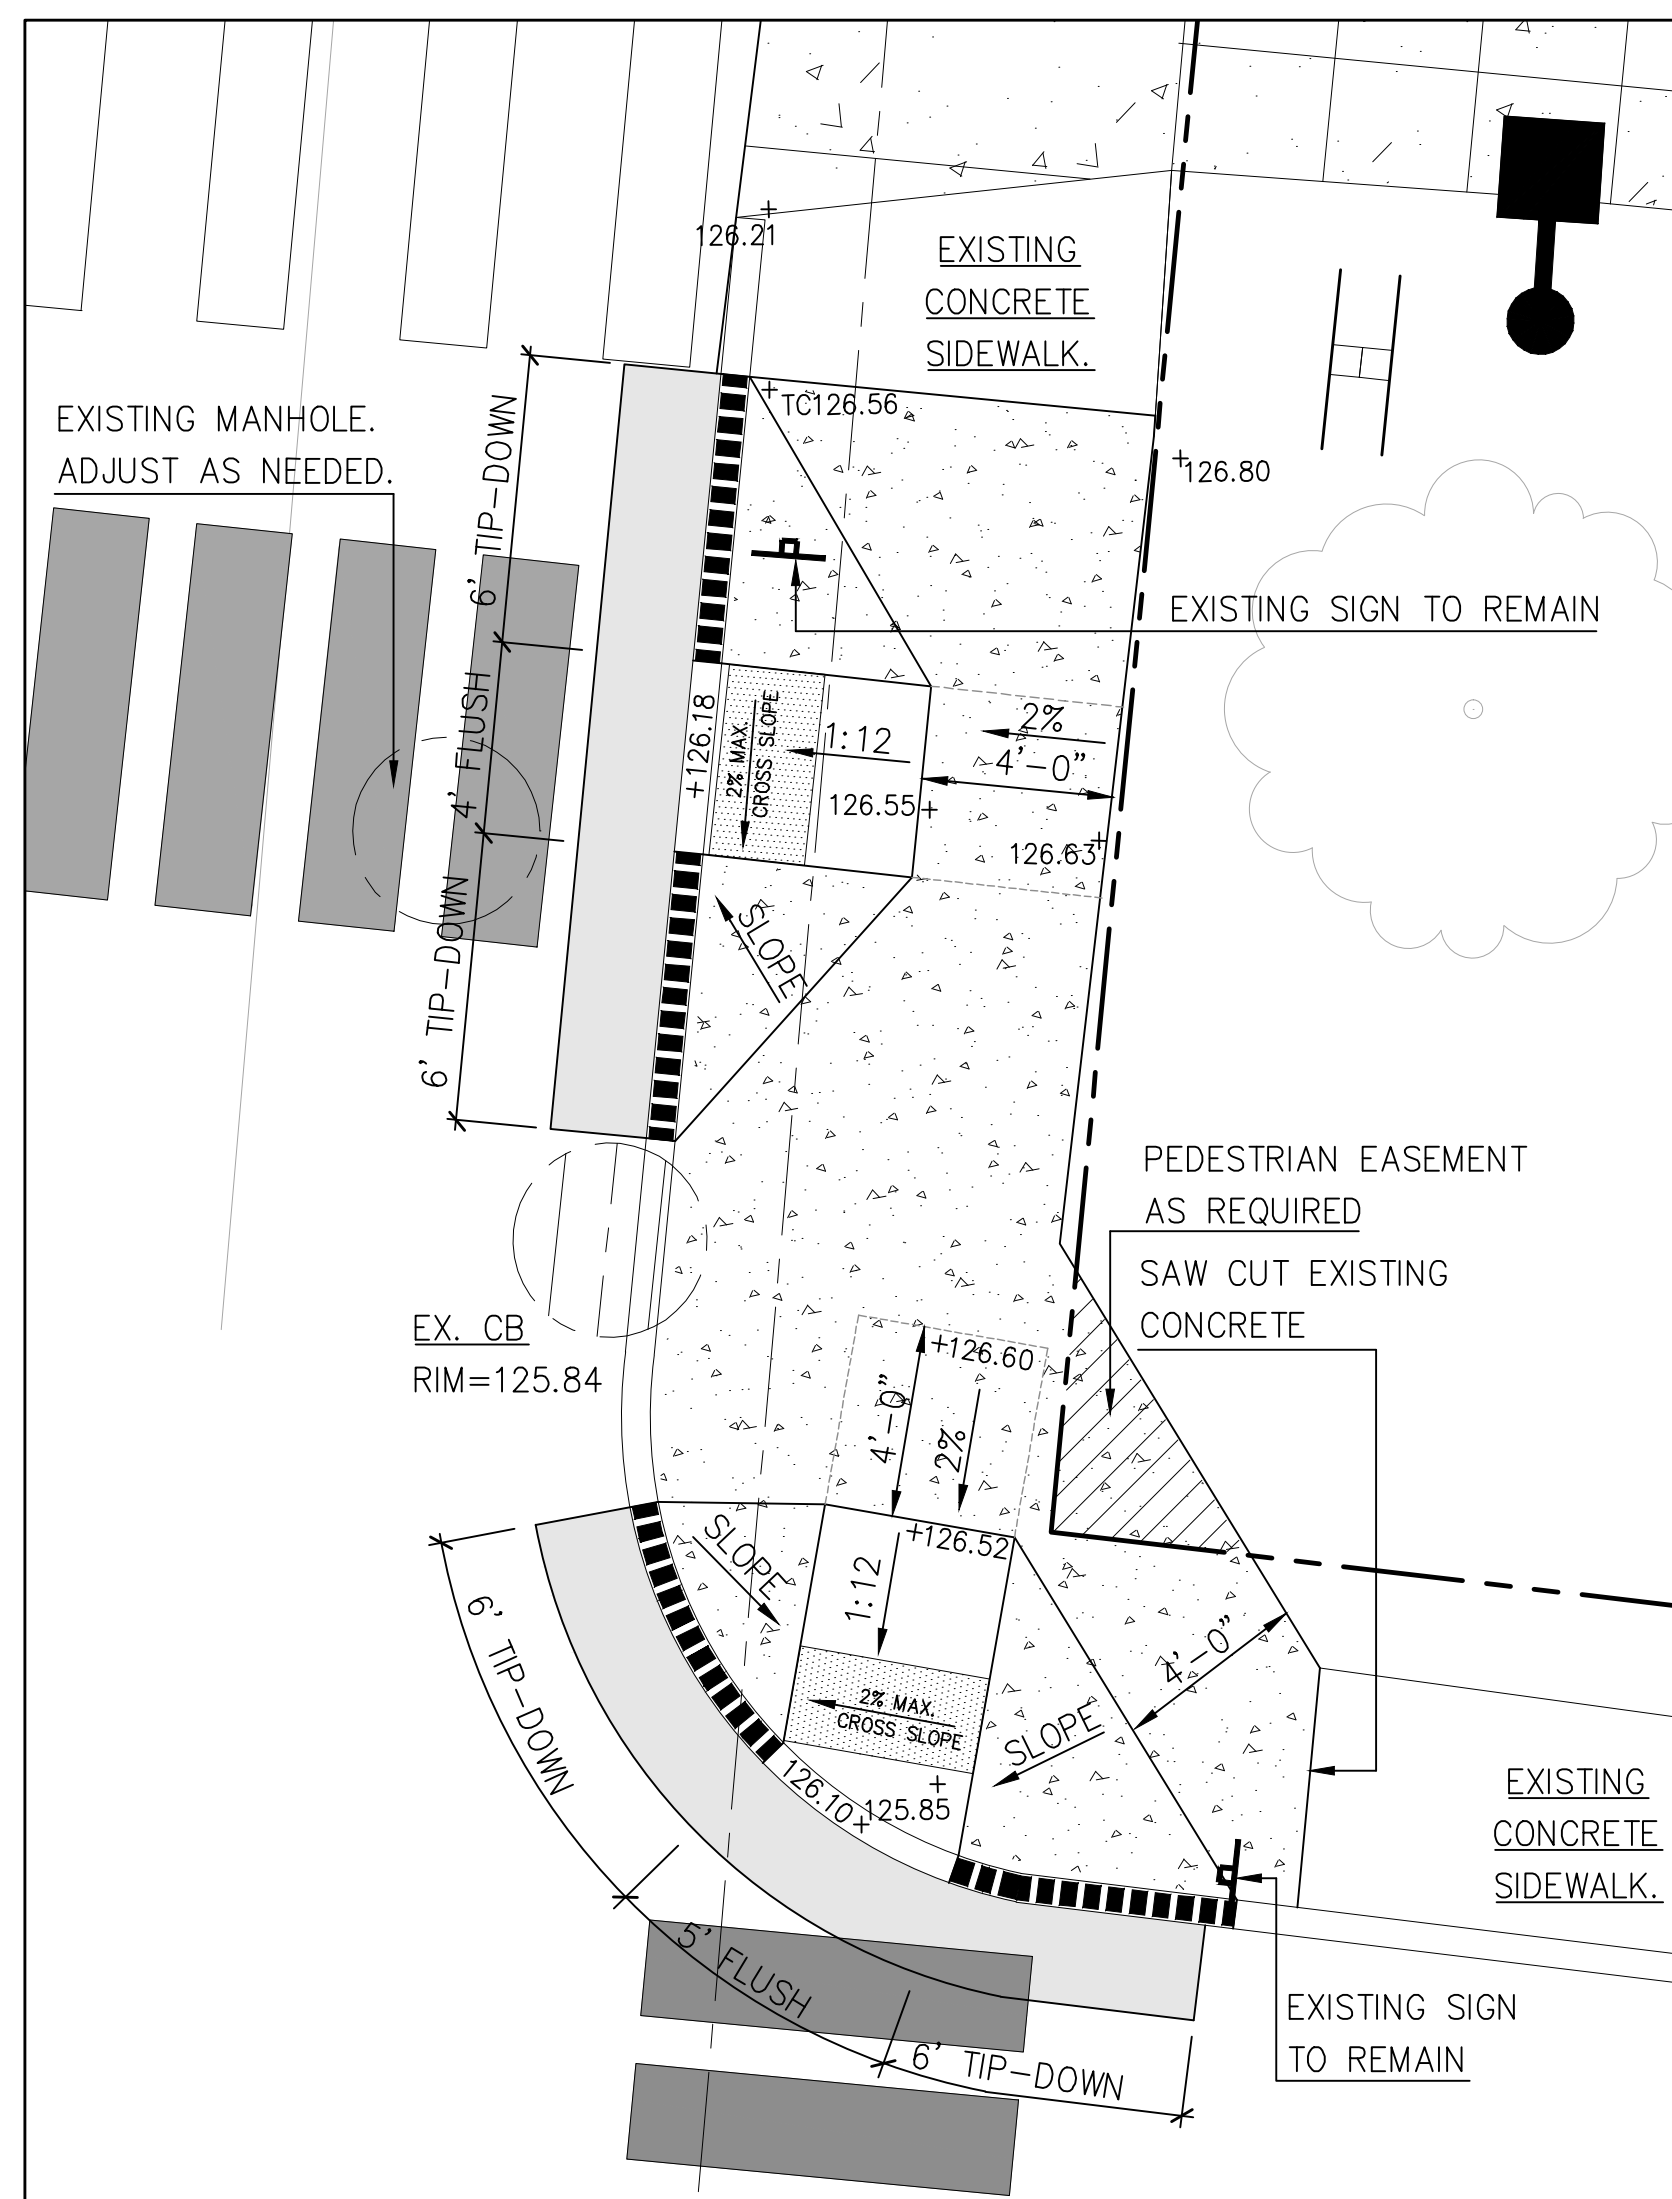 126.21
EXISTING
CONCRETE
SIDEWALK.
TC126.56
EXISTING MANHOLE.
ADJUST AS NEEDED.
6' TIP-DOWN
126.80
EXISTING SIGN TO REMAIN
4' FLUSH
126.18
2% MAX.
CROSS SLOPE
1:12
2%
4'-0"
126.55
126.63
6' TIP-DOWN
SLOPE
PEDESTRIAN EASEMENT
AS REQUIRED
SAW CUT EXISTING
CONCRETE
EX. CB
RIM=125.84
126.60
4'-0"
2%
126.52
SLOPE
1:12
6' TIP-DOWN
4'-0"
2% MAX.
CROSS SLOPE
SLOPE
126.10
125.85
EXISTING
CONCRETE
SIDEWALK.
5' FLUSH
6' TIP-DOWN
EXISTING SIGN
TO REMAIN